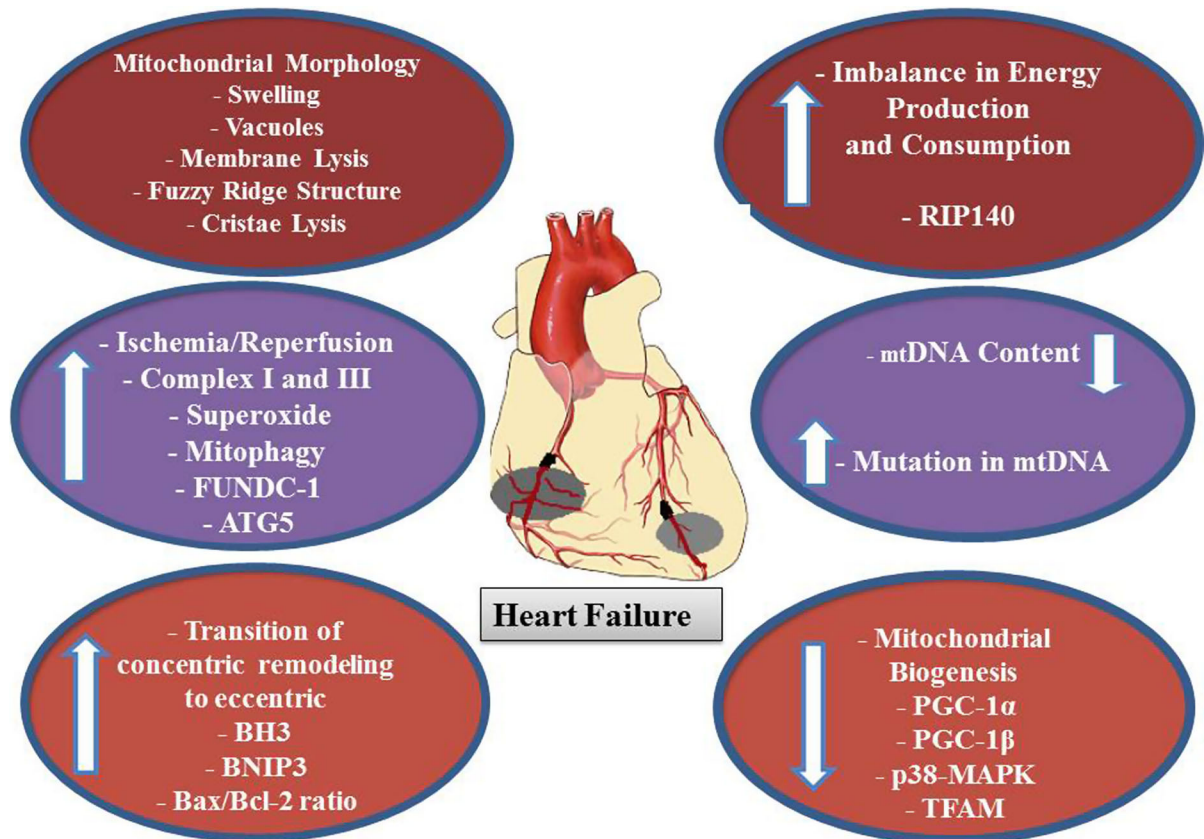 Mitochondrial Morphology
- Swelling
- Vacuoles
- Membrane Lysis
- Fuzzy Ridge Structure
- Cristae Lysis
- Imbalance in Energy
Production
and Consumption
- RIP140
- Ischemia/Reperfusion
- Complex I and III
- Superoxide
- Mitophagy
- FUNDC-1
- ATG5
- mtDNA Content
- Mutation in mtDNA
Heart Failure
- Transition of
concentric remodeling
to eccentric
- BH3
- BNIP3
- Bax/Bcl-2 ratio
- Mitochondrial
Biogenesis
- PGC-1α
- PGC-1β
- p38-MAPK
- TFAM